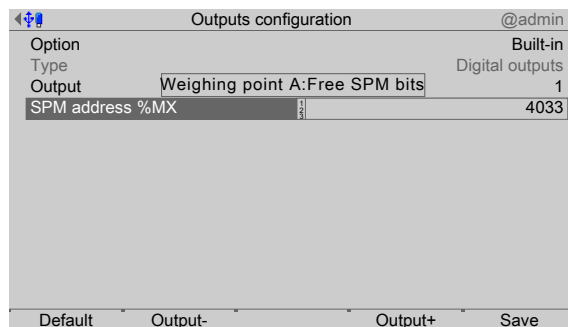 Outputs configuration @admin
Option Built-in
Type Digital outputs
Output Weighing point A:Free SPM bits 1
SPM address %MX 123 4033
Default Output- Output+ Save